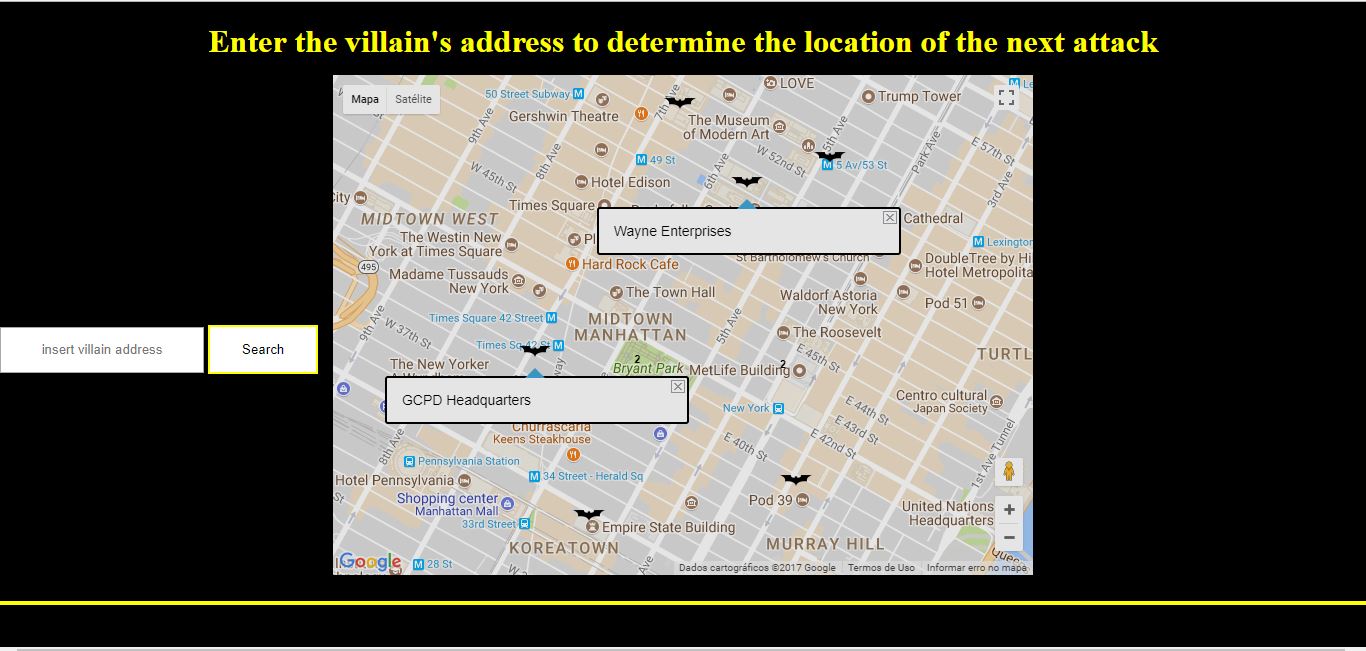 Enter the villain's address to determine the location of the next attack
Mapa
Satélite
50 Street Subway
LOVE
Trump Tower
Gershwin Theatre
7th Ave
The Museum
of Modern Art
5th Ave
9th Ave
8th Ave
49 St
W 52nd St
5 Av/53 St
Park Ave
E 57th St
W 45th St
Hotel Edison
6th Ave
3rd Ave
Times Square
MIDTOWN WEST
Cathedral
Wayne Enterprises
The Westin New
York at Times Square
Lexington
St Bartholomew's Church
495
Hard Rock Cafe
DoubleTree by Hi
Hotel Metropolita
Madame Tussauds
New York
The Town Hall
Waldorf Astoria
New York
Pod 51
9th Ave
W 37th St
Times Square 42 Street
MIDTOWN
MANHATTAN
5th Ave
The Roosevelt
insert villain address
Search
Times Sq-42 St
E 45th St
TURTL
The New Yorker
2
Bryant Park
MetLife Building
2
GCPD Headquarters
Centro cultural
Japan Society
New York
E 44th St
Churrascaria
Keens Steakhouse
E 43rd St
8th Ave
E 40th St
E 42nd St
1st Ave Tunnel
Pennsylvania Station
Hotel Pennsylvania
34 Street - Herald Sq
Shopping center
Manhattan Mall
Pod 39
United Nations
Headquarters
33rd Street
Empire State Building
KOREATOWN
MURRAY HILL
Google
28 St
Dados cartográficos ©2017 Google
Termos de Uso
Informar erro no mapa